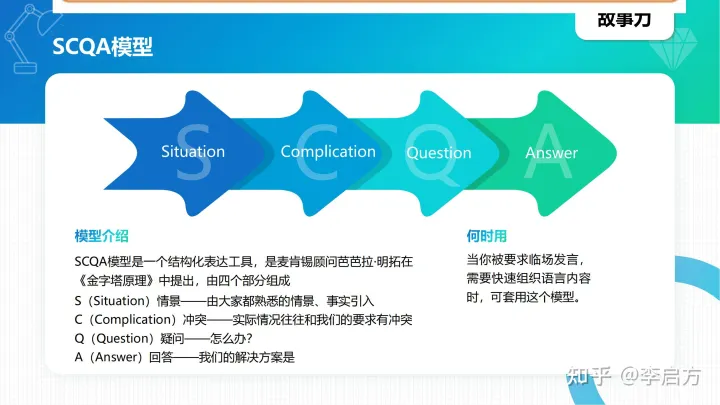 故事力
SCQA模型
S C Q A
Situation
Complication
Question
Answer
模型介绍
SCQA模型是一个结构化表达工具，是麦肯锡顾问芭芭拉·明拓在
《金字塔原理》中提出，由四个部分组成
S（Situation）情景——由大家都熟悉的情景、事实引入
C（Complication）冲突——实际情况往往和我们的要求有冲突
Q（Question）疑问——怎么办？
A（Answer）回答——我们的解决方案是
何时用
当你被要求临场发言，
需要快速组织语言内容
时，可套用这个模型。
知乎 @李启方